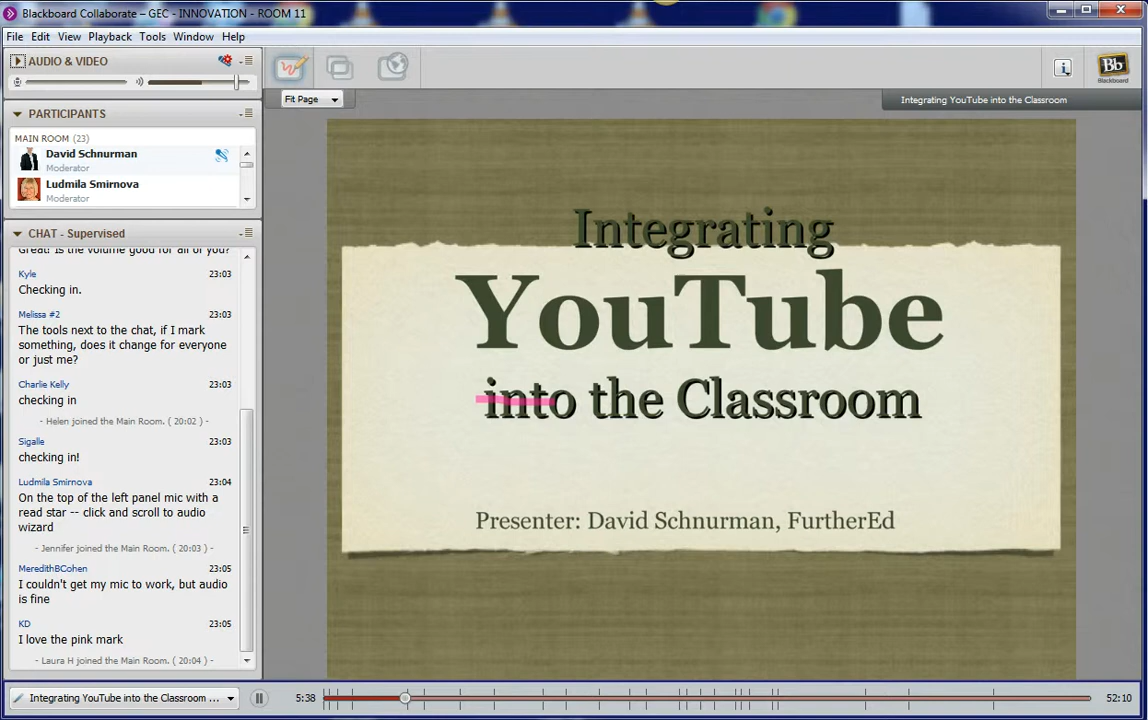 Blackboard Collaborate – GEC - INNOVATION - ROOM 11
File Edit View Playback Tools Window Help
AUDIO & VIDEO
PARTICIPANTS
MAIN ROOM (23)
David Schnurman
Moderator
Ludmila Smirnova
Moderator
CHAT - Supervised
Great! Is the volume good for all of you?
Kyle 23:03
Checking in.
Melissa #2 23:03
The tools next to the chat, if I mark
something, does it change for everyone
or just me?
Charlie Kelly 23:03
checking in
- Helen joined the Main Room. ( 20:02 ) -
Sigalle 23:03
checking in!
Ludmila Smirnova 23:04
On the top of the left panel mic with a
read star -- click and scroll to audio
wizard
- Jennifer joined the Main Room. ( 20:03 ) -
MeredithBCohen 23:05
I couldn't get my mic to work, but audio
is fine
KD 23:05
I love the pink mark
- Laura H joined the Main Room. ( 20:04 ) -
Fit Page
Bb
Blackboard
Integrating YouTube into the Classroom
Integrating
YouTube
into the Classroom
Presenter: David Schnurman, FurtherEd
Integrating YouTube into the Classroom ...
5:38
52:10